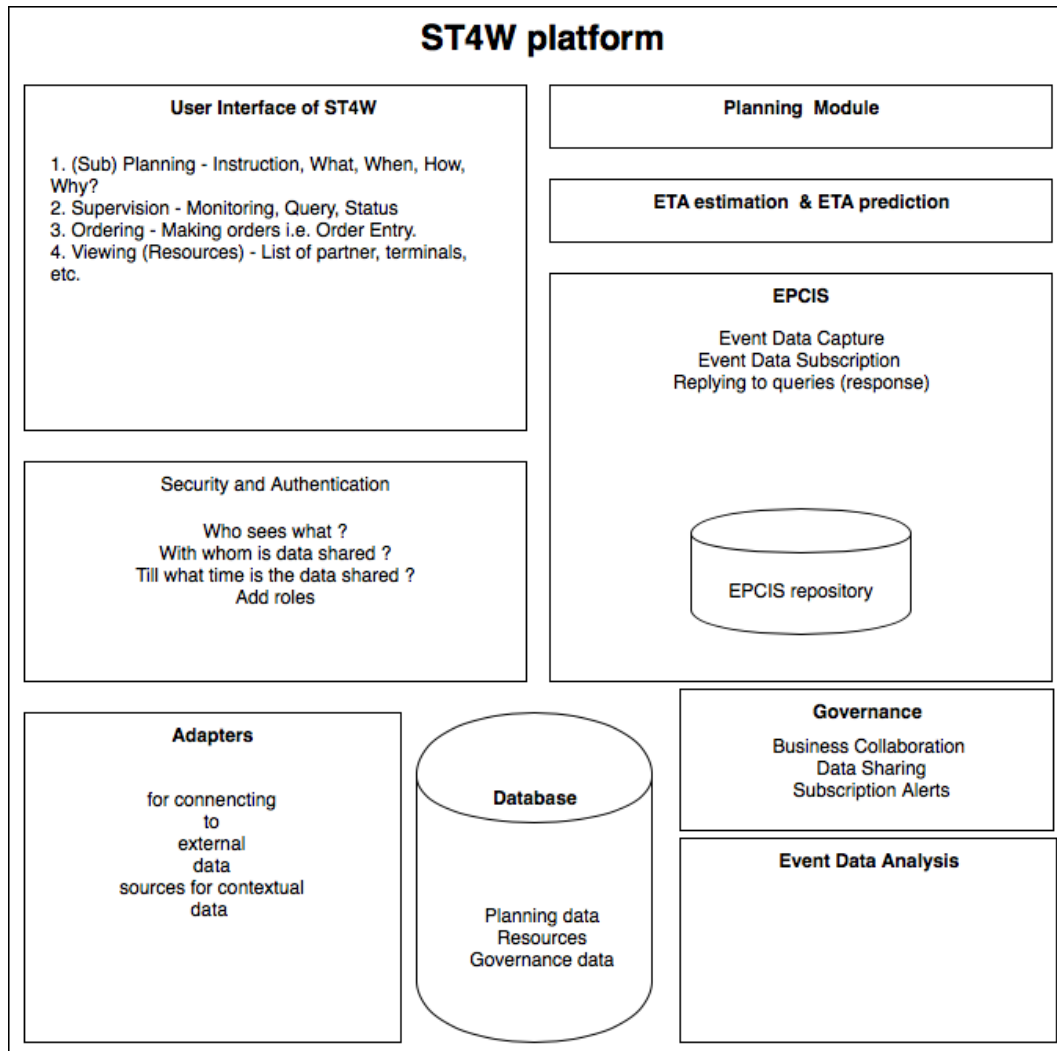 ST4W platform
User Interface of ST4W
1. (Sub) Planning - Instruction, What, When, How,
Why?
2. Supervision - Monitoring, Query, Status
3. Ordering - Making orders i.e. Order Entry.
4. Viewing (Resources) - List of partner, terminals,
etc.
Planning Module
ETA estimation & ETA prediction
EPCIS
Event Data Capture
Event Data Subscription
Replying to queries (response)
EPCIS repository
Security and Authentication
Who sees what ?
With whom is data shared ?
Till what time is the data shared ?
Add roles
Adapters
for connencting
to
external
data
sources for contextual
data
Database
Planning data
Resources
Governance data
Governance
Business Collaboration
Data Sharing
Subscription Alerts
Event Data Analysis